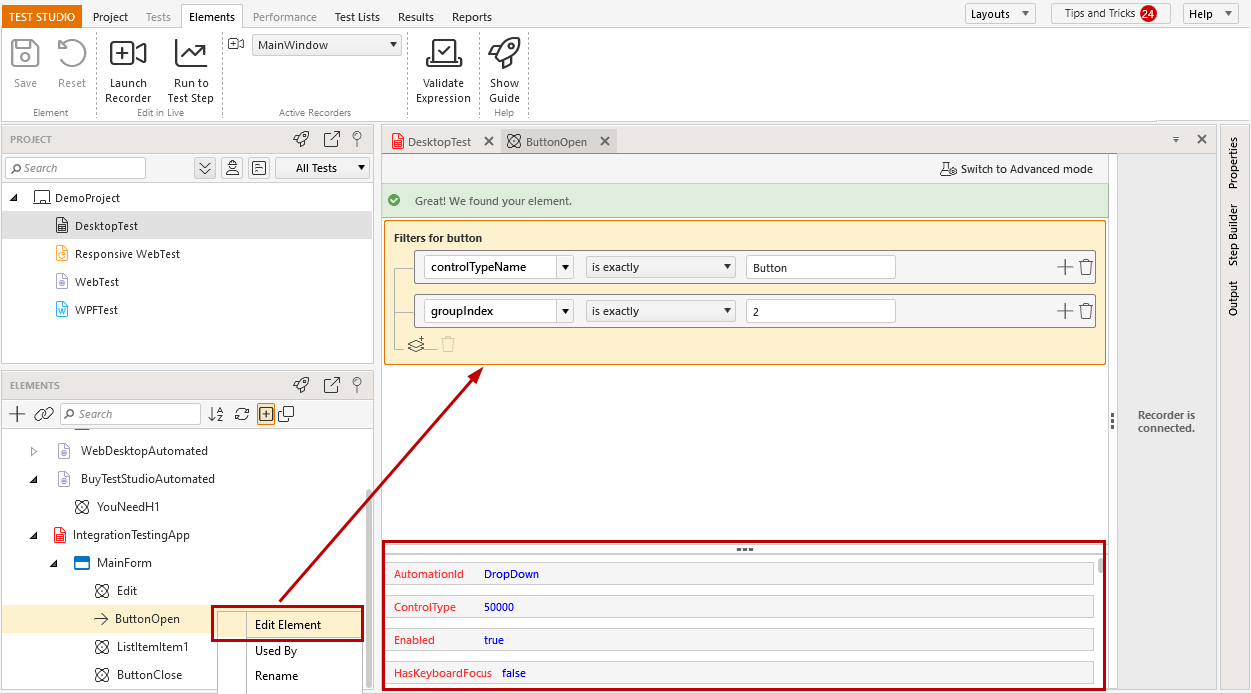 TEST STUDIO Project Tests Elements Performance Test Lists Results Reports Layouts Tips and Tricks 24 Help
MainWindow
Save Reset Launch Recorder Run to Test Step Validate Expression Show Guide
Element Edit in Live Active Recorders Help
PROJECT
Search All Tests
DemoProject
DesktopTest
Responsive WebTest
WebTest
WPFTest
ELEMENTS
Search
WebDesktopAutomated
BuyTestStudioAutomated
YouNeedH1
IntegrationTestingApp
MainForm
Edit
ButtonOpen
ListItemItem1
ButtonClose
Edit Element
Used By
Rename
DesktopTest ButtonOpen
Switch to Advanced mode
Great! We found your element.
Filters for button
controlTypeName is exactly Button
groupIndex is exactly 2
AutomationId DropDown
ControlType 50000
Enabled true
HasKeyboardFocus false
Recorder is
connected.
Properties
Step Builder
Output